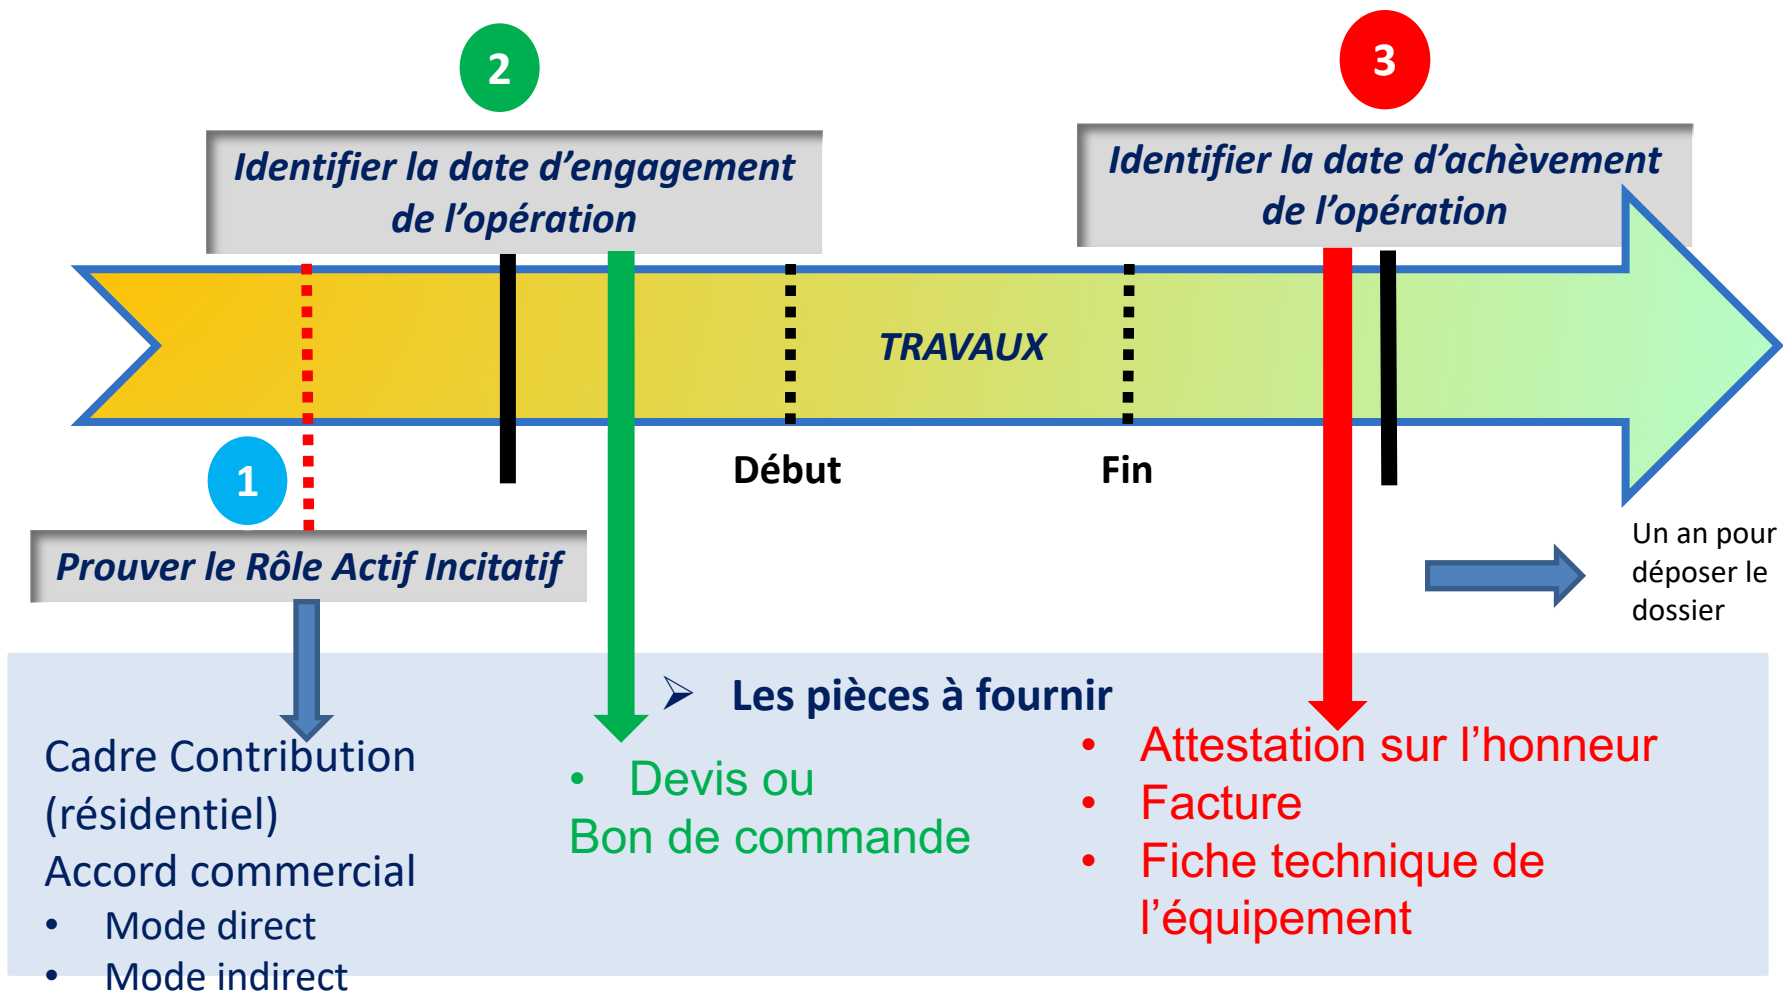 2
3
Identifier la date d’engagement
de l’opération
Identifier la date d’achèvement
de l’opération
TRAVAUX
1
Début
Fin
Prouver le Rôle Actif Incitatif
Un an pour
déposer le
dossier
➢ Les pièces à fournir
Cadre Contribution
(résidentiel)
Accord commercial
• Mode direct
• Mode indirect
• Devis ou
Bon de commande
• Attestation sur l’honneur
• Facture
• Fiche technique de
l’équipement